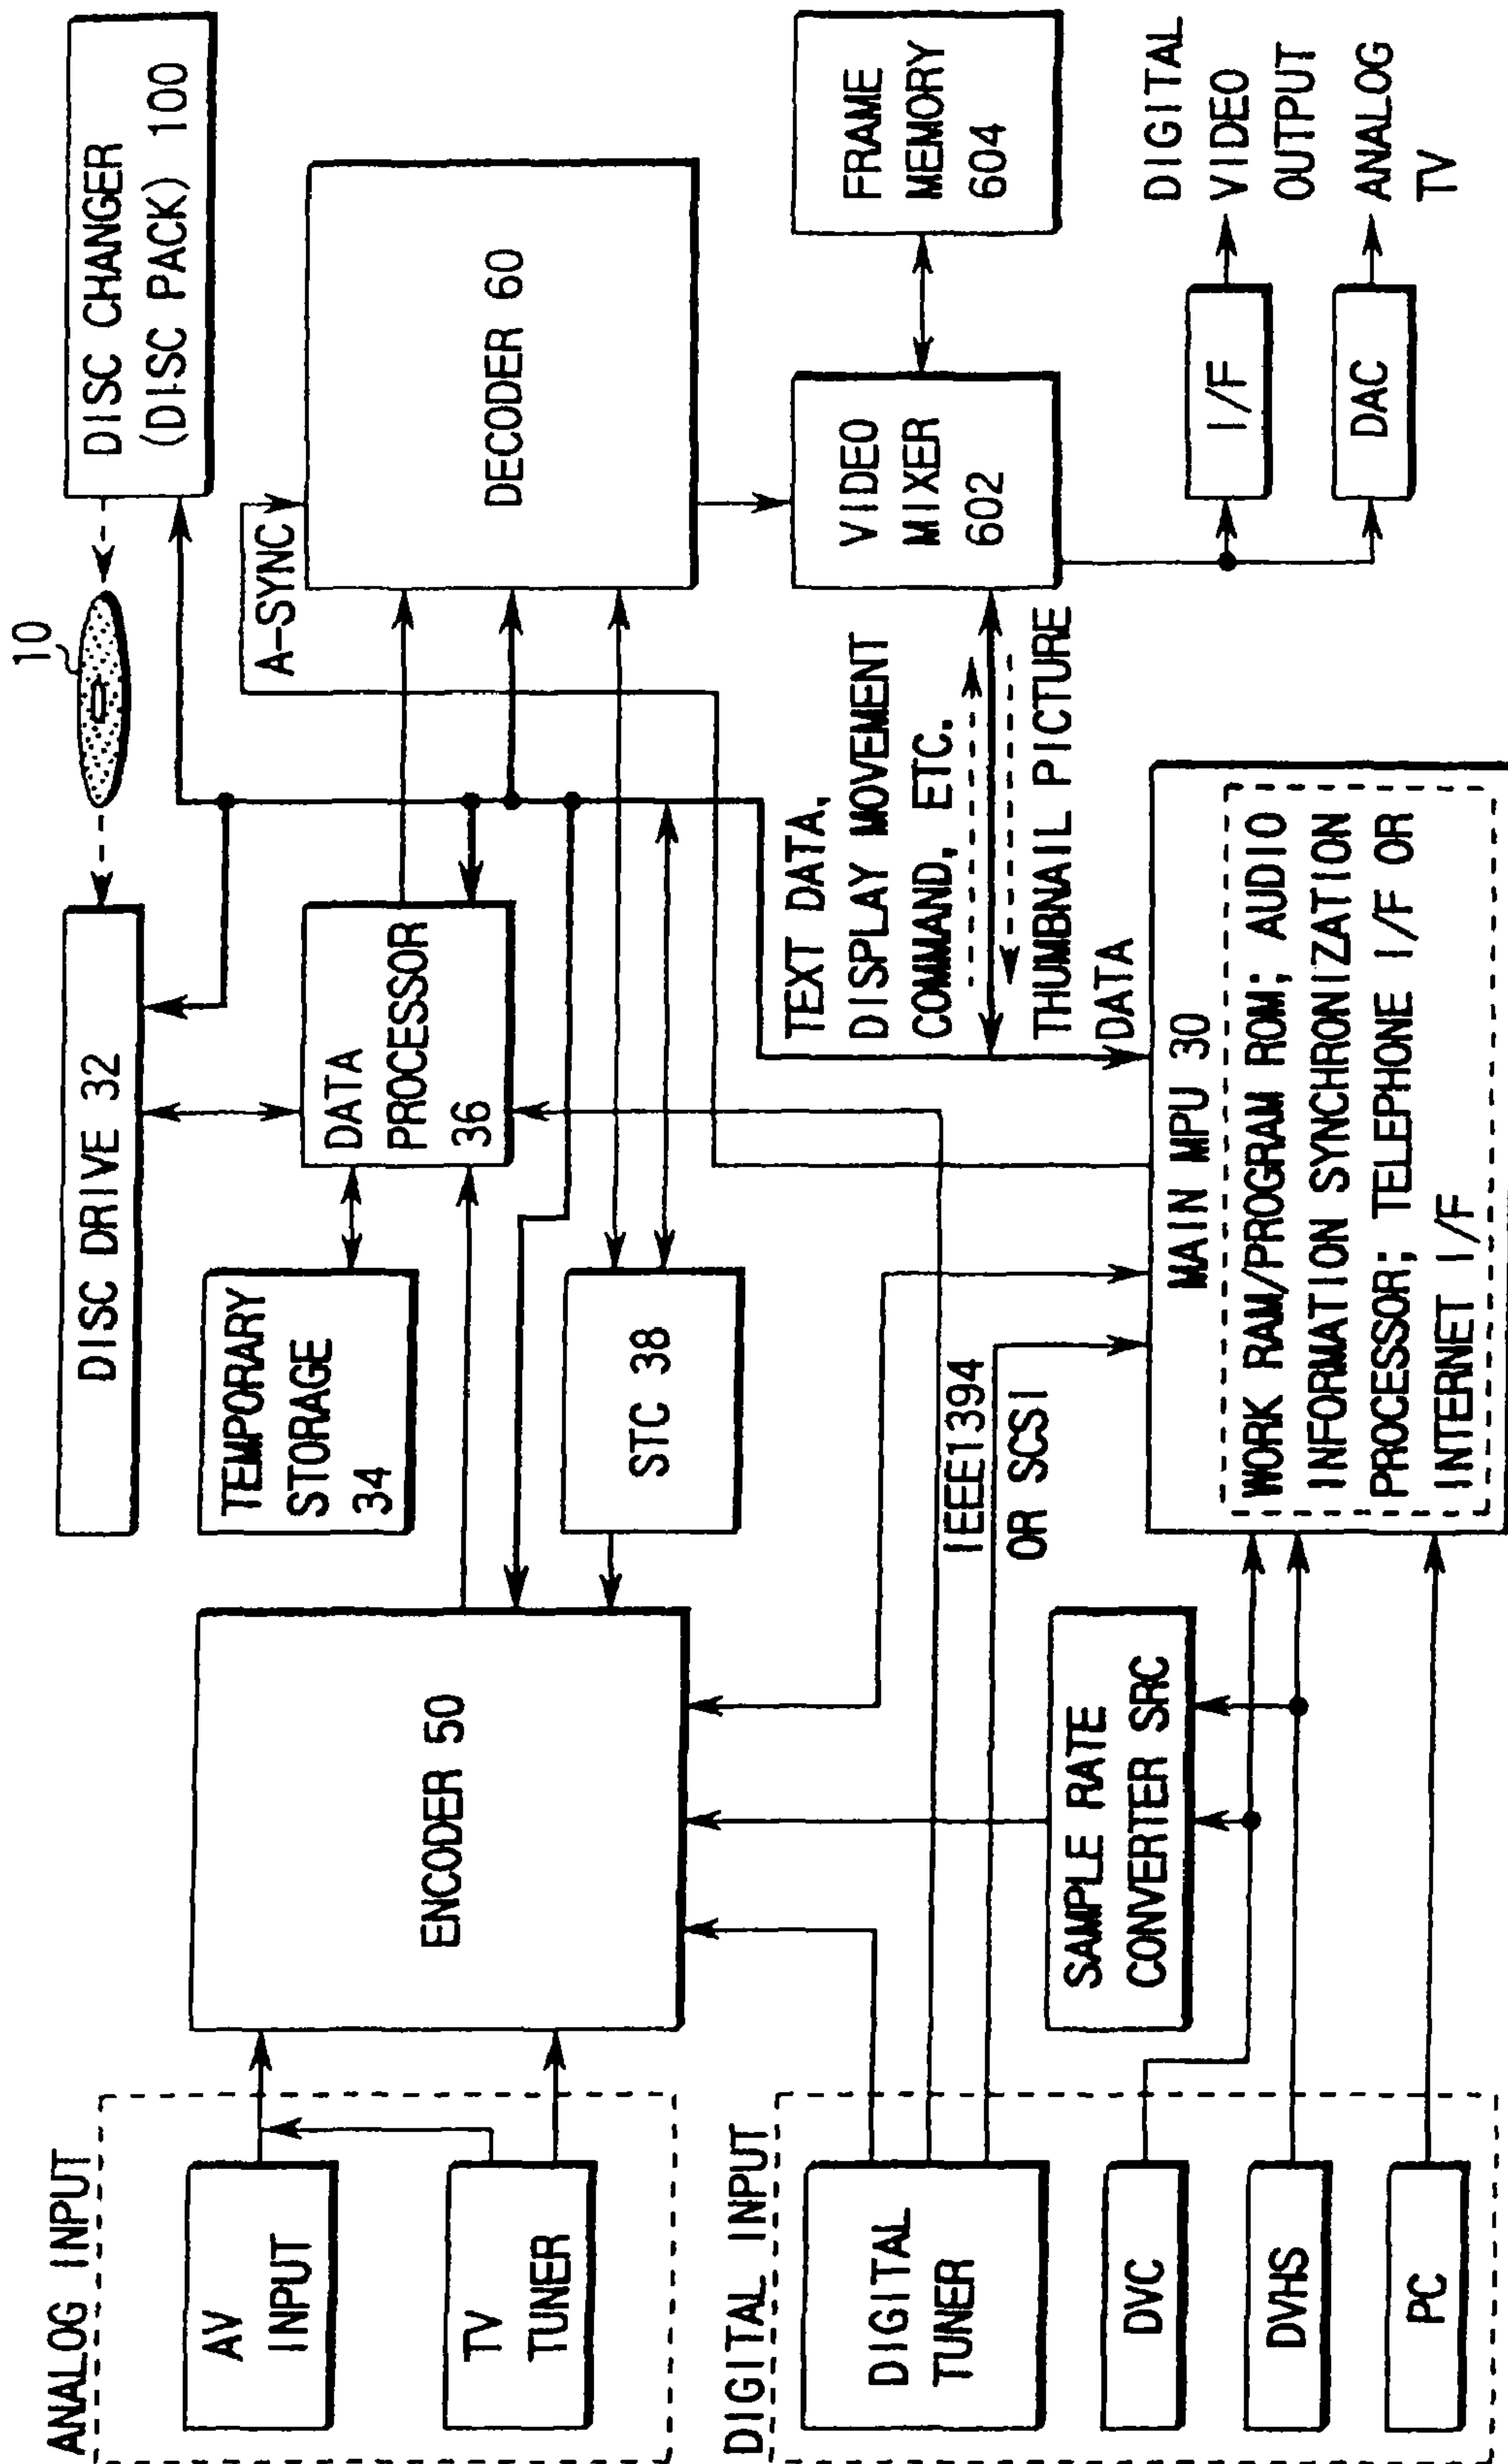 ANALOG INPUT
AV
INPUT
TV
TUNER
DIGITAL INPUT
DIGITAL
TUNER
DVC
DVHS
PC
ENCODER 50
SAMPLE RATE
CONVERTER SRC
DISC DRIVE 32
TEMPORARY
STORAGE
34
DATA
PROCESSOR
36
STC 38
IEEE1394
OR SCSI
10
DISC CHANGER
(DISC PACK) 100
A-SYNC
DECODER 60
TEXT DATA,
DISPLAY MOVEMENT
COMMAND, ETC.
THUMBNAIL PICTURE
DATA
MAIN MPU 30
WORK RAM/PROGRAM ROM; AUDIO
INFORMATION SYNCHRONIZATION
PROCESSOR; TELEPHONE I/F OR
INTERNET I/F
VIDEO
MIXER
602
FRAME
MEMORY
604
I/F
DAC
DIGITAL
VIDEO
OUTPUT
ANALOG
TV